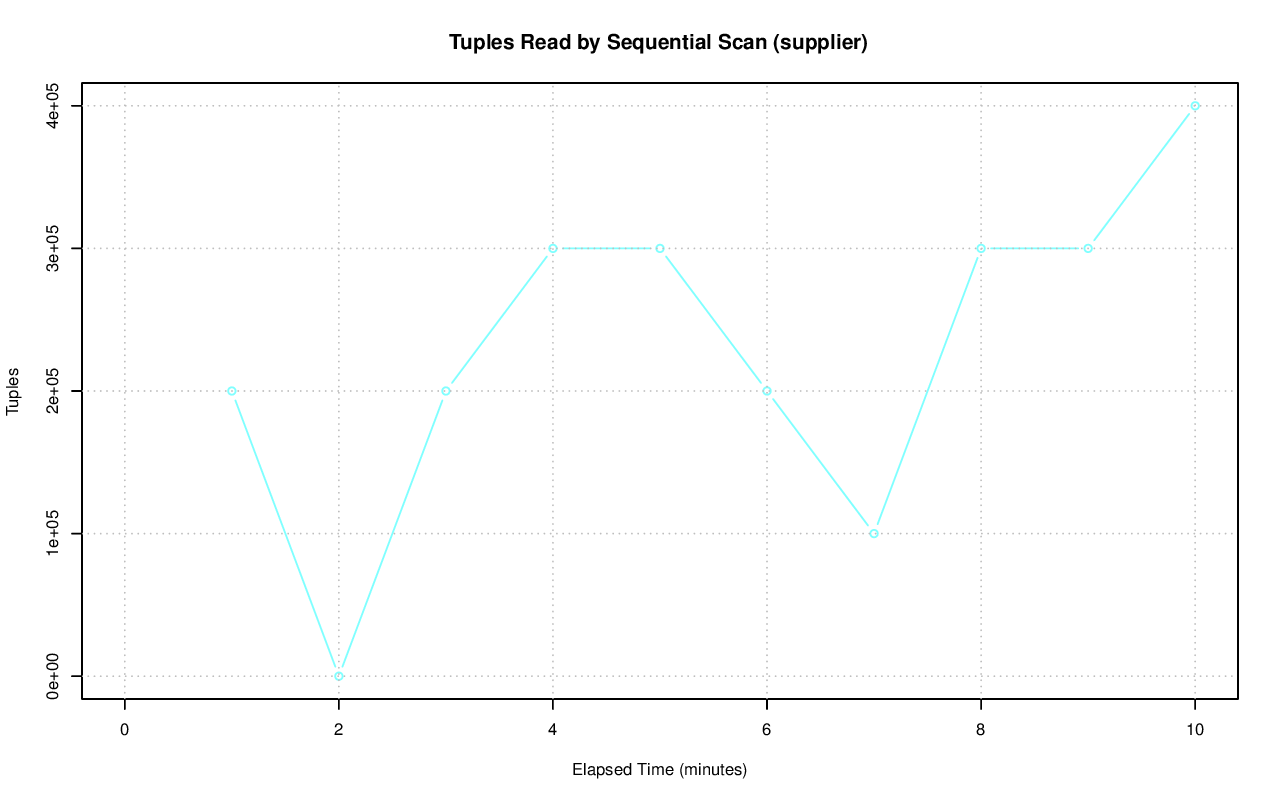 Tuples Read by Sequential Scan (supplier)
Tuples
4e+05
3e+05
2e+05
1e+05
0e+00
0 2 4 6 8 10
Elapsed Time (minutes)